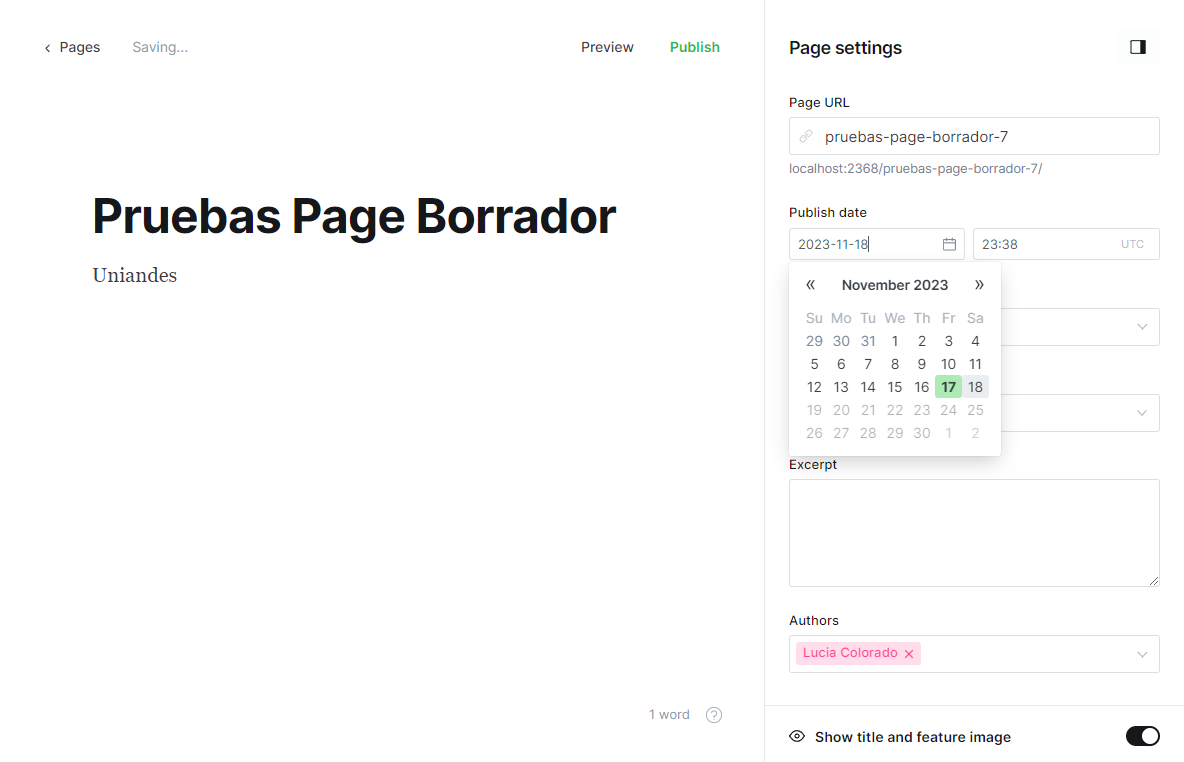 Pages Saving... Preview Publish
Pruebas Page Borrador
Uniandes
1 word
Page settings
Page URL
pruebas-page-borrador-7
localhost:2368/pruebas-page-borrador-7/
Publish date
2023-11-18 23:38 UTC
« November 2023 »
Su Mo Tu We Th Fr Sa
29 30 31 1 2 3 4
5 6 7 8 9 10 11
12 13 14 15 16 17 18
19 20 21 22 23 24 25
26 27 28 29 30 1 2
Excerpt
Authors
Lucia Colorado ×
Show title and feature image